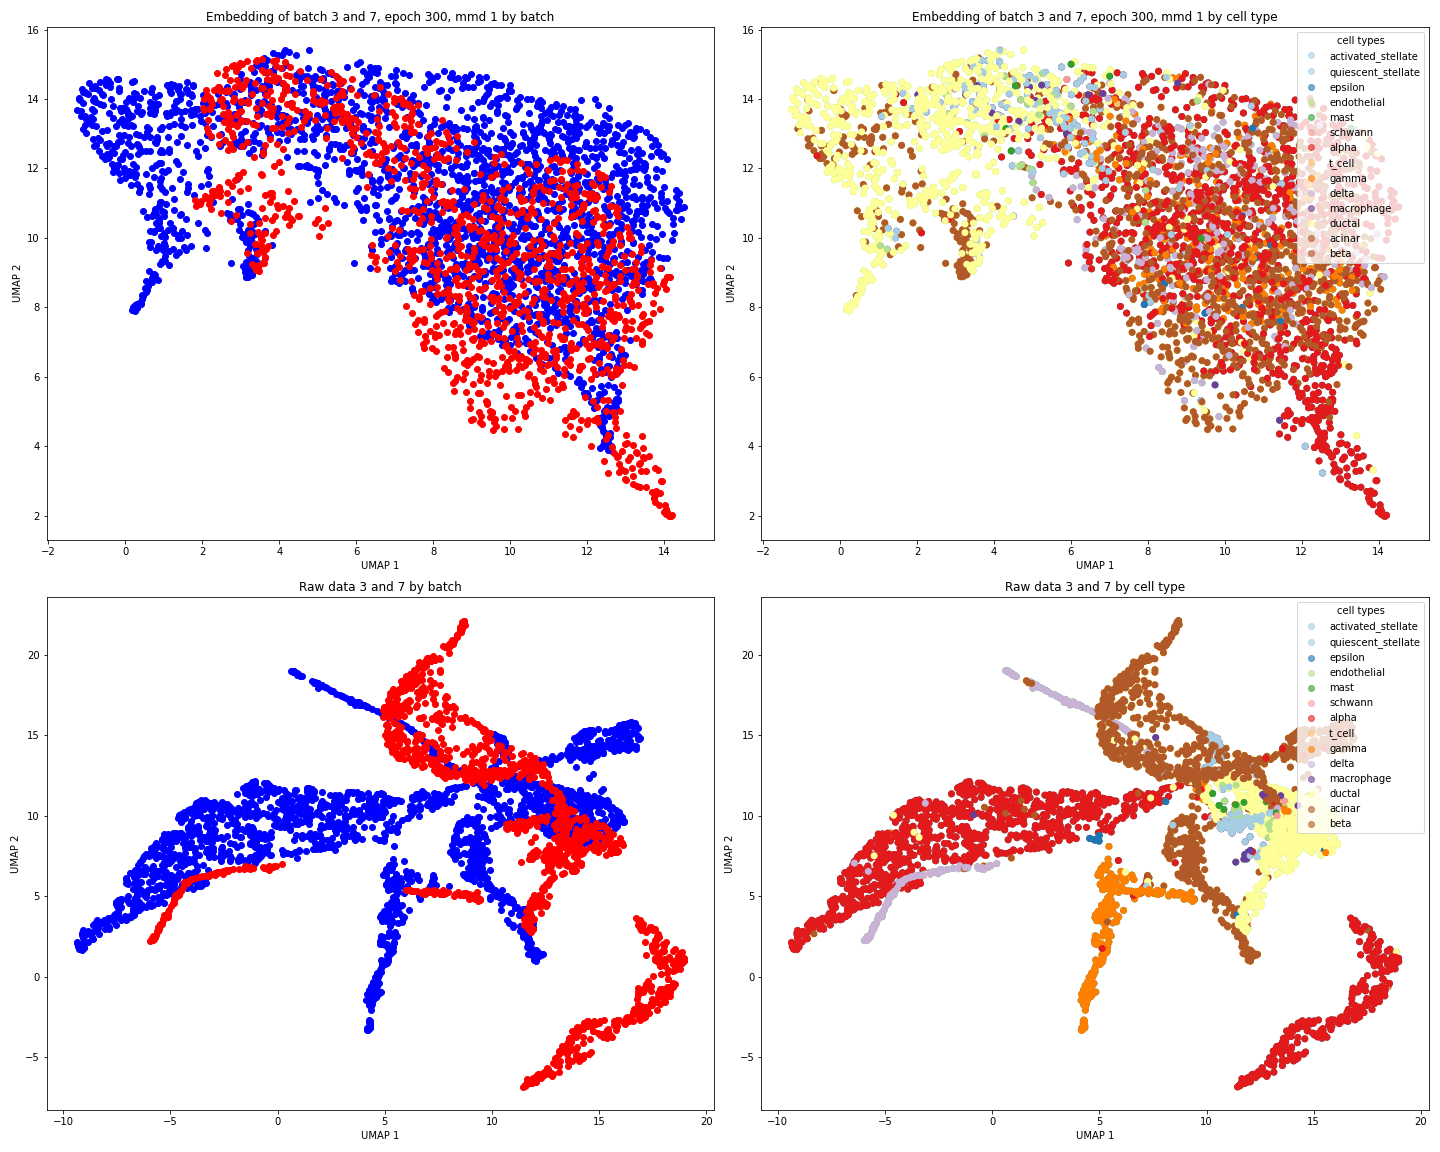 Embedding of batch 3 and 7, epoch 300, mmd 1 by batch
UMAP 2
16
14
12
10
8
6
4
2
−2
0
2
4
6
8
10
12
14
UMAP 1
Embedding of batch 3 and 7, epoch 300, mmd 1 by cell type
UMAP 2
16
14
12
10
8
6
4
2
−2
0
2
4
6
8
10
12
14
UMAP 1
cell types
activated_stellate
quiescent_stellate
epsilon
endothelial
mast
schwann
alpha
t_cell
gamma
delta
macrophage
ductal
acinar
beta
Raw data 3 and 7 by batch
UMAP 2
20
15
10
5
0
−5
−10
−5
0
5
10
15
20
UMAP 1
Raw data 3 and 7 by cell type
UMAP 2
20
15
10
5
0
−5
−10
−5
0
5
10
15
20
UMAP 1
cell types
activated_stellate
quiescent_stellate
epsilon
endothelial
mast
schwann
alpha
t_cell
gamma
delta
macrophage
ductal
acinar
beta